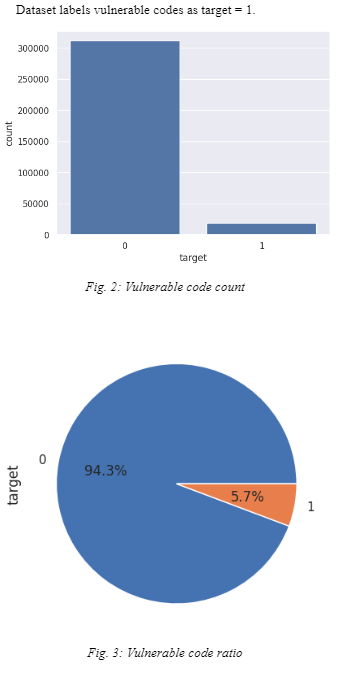 Dataset labels vulnerable codes as target = 1.
300000
250000
200000
150000
100000
50000
0
count
0 1
target
Fig. 2: Vulnerable code count
0
94.3%
target
5.7%
1
Fig. 3: Vulnerable code ratio